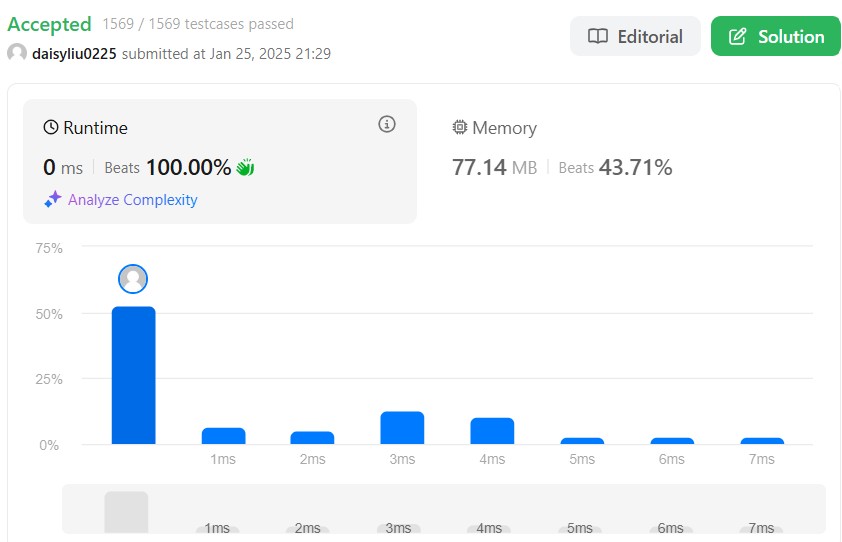 Accepted 1569 / 1569 testcases passed
daisyliu0225 submitted at Jan 25, 2025 21:29
Editorial
Solution
Runtime
0 ms Beats 100.00%
Analyze Complexity
Memory
77.14 MB Beats 43.71%
75%
50%
25%
0%
1ms 2ms 3ms 4ms 5ms 6ms 7ms
1ms 2ms 3ms 4ms 5ms 6ms 7ms